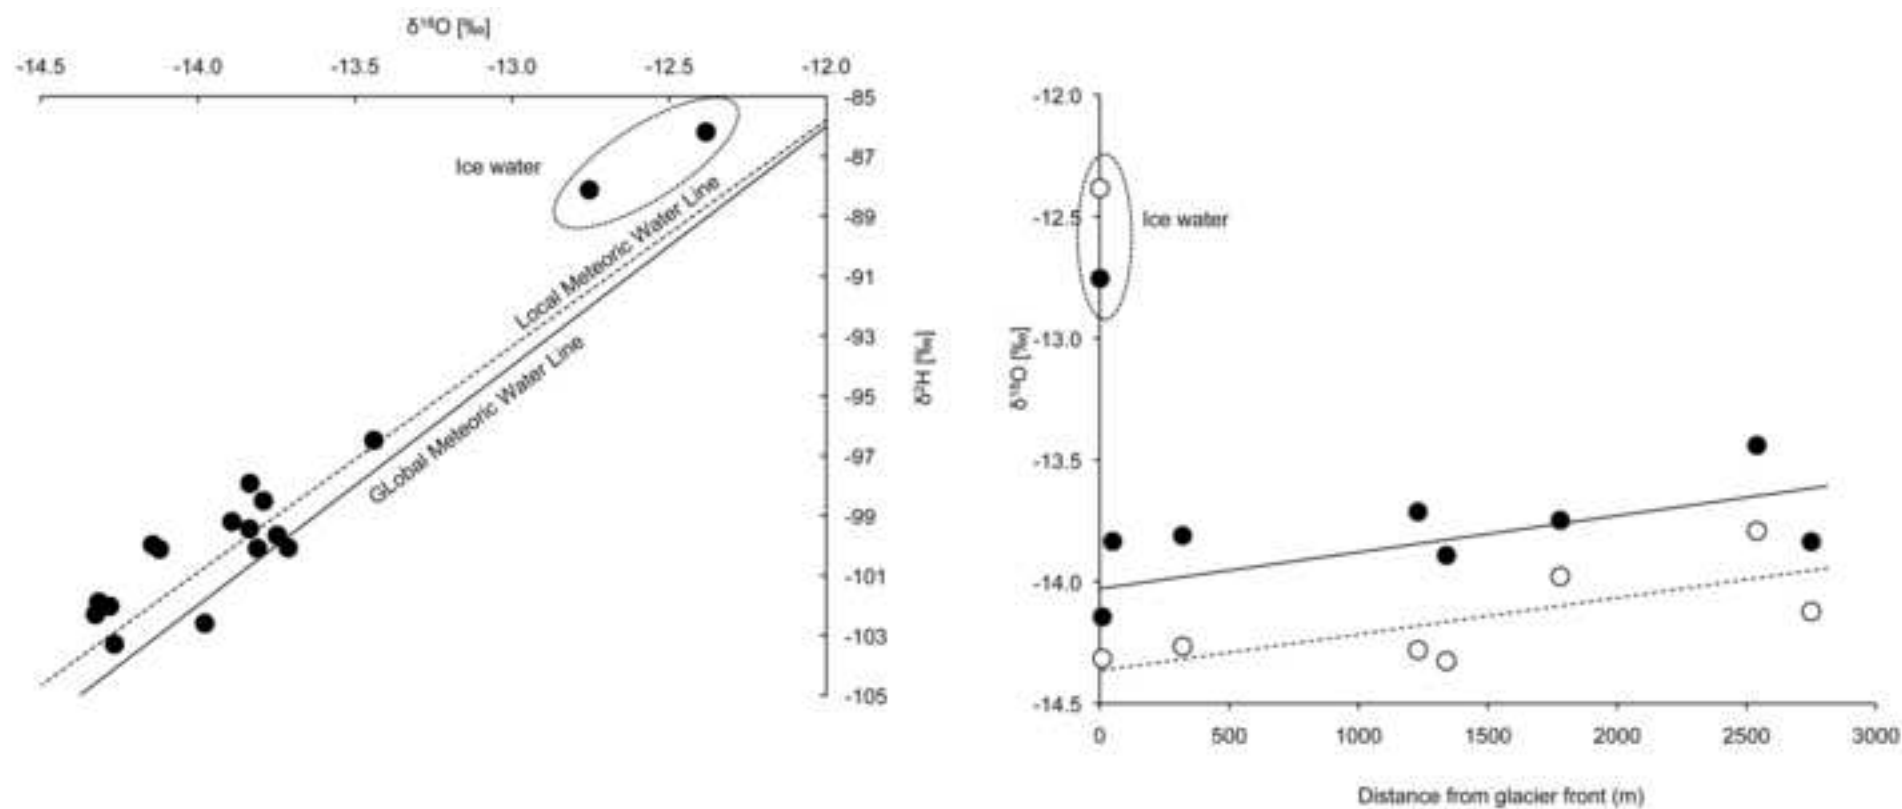 δ¹⁸O [‰]
-14.5 -14.0 -13.5 -13.0 -12.5 -12.0
-85
-87
-89
-91
-93
-95
-97
-99
-101
-103
-105
δ²H [‰]
Ice water
Local Meteoric Water Line
GLobal Meteoric Water Line
-12.0
-12.5
-13.0
-13.5
-14.0
-14.5
δ¹⁸O [‰]
Ice water
0 500 1000 1500 2000 2500 3000
Distance from glacier front (m)